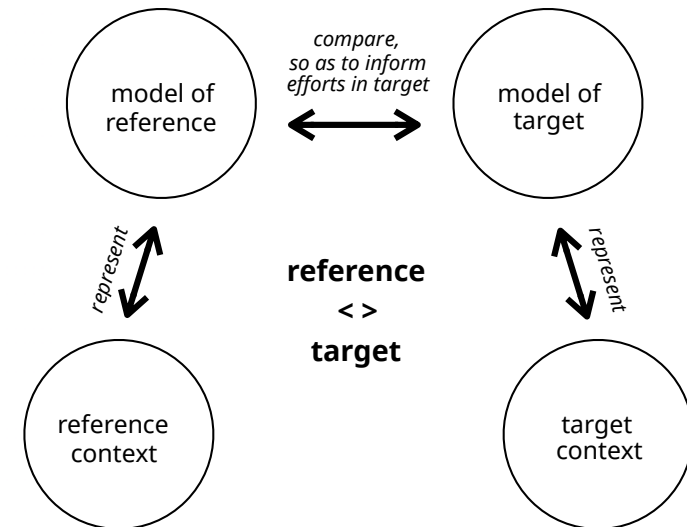 compare,
so as to inform
efforts in target
model of
reference
model of
target
represent
represent
reference
< >
target
reference
context
target
context